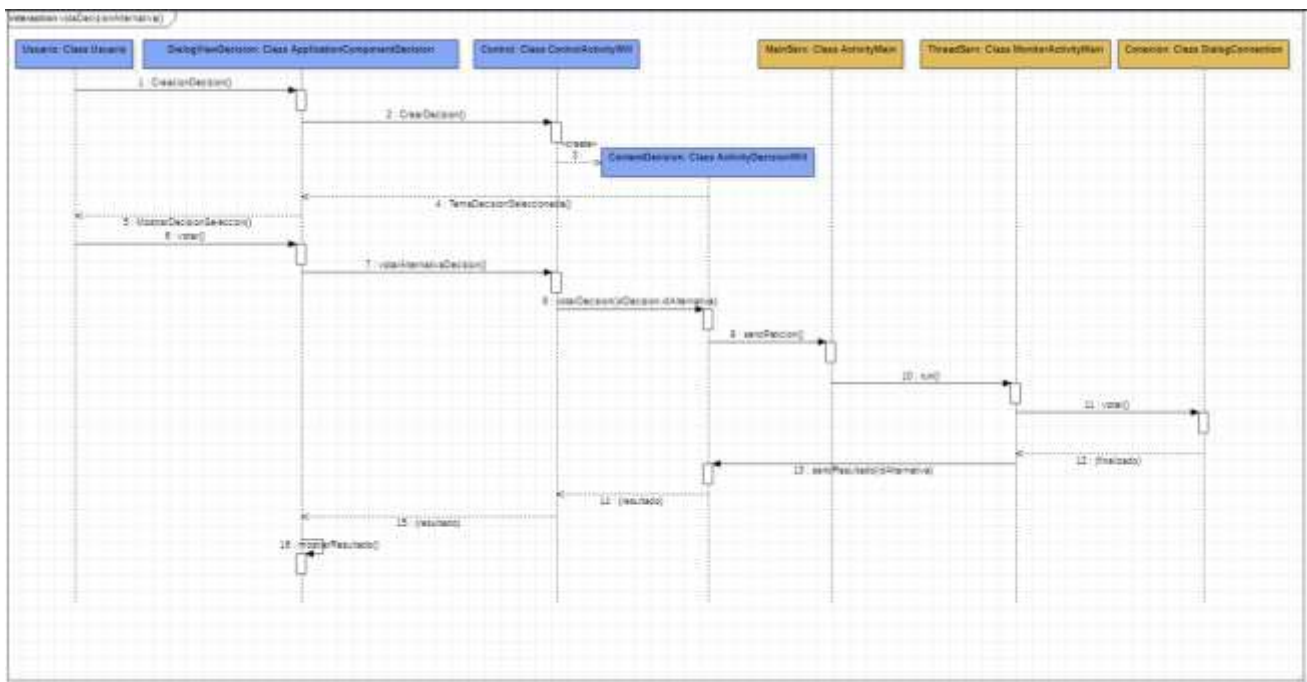 interaction votaDecisionAlternativa()
Usuario: Class Usuario
DialogViewDecision: Class ApplicationComponentDecision
Control: Class ControlActivityWill
MainServ: Class ActivityMain
ThreadServ: Class MonitorActivityMain
Conexion: Class DialogConnection
1 : CreacionDecision()
2 : CrearDecision()
<create>
3 :
ContentDecision: Class ActivityDecisionWill
4 : TemaDecisionSeleccionada()
5 : MostrarDecisionSeleccion()
6 : votar()
7 : votarAlternativaDecision()
8 : votarDecision(idDecision,idAlternativa)
9 : sendPeticion()
10 : run()
11 : votar()
12 : (finalizado)
13 : sendResultado(idAlternativa)
(resultado)
15 : (resultado)
16 : mostrarResultado()